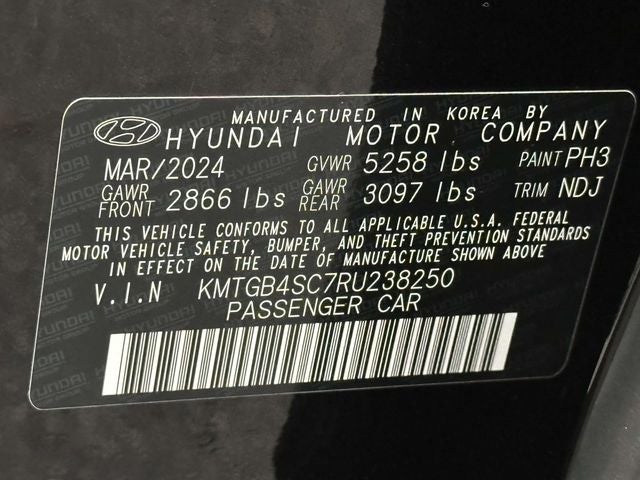 MANUFACTURED IN KOREA BY
HYUNDAI MOTOR COMPANY
MAR/2024 GVWR 5258 lbs PAINT PH3
GAWR FRONT 2866 lbs GAWR REAR 3097 lbs TRIM NDJ
THIS VEHICLE CONFORMS TO ALL APPLICABLE U.S.A. FEDERAL
MOTOR VEHICLE SAFETY, BUMPER, AND THEFT PREVENTION STANDARDS
IN EFFECT ON THE DATE OF MANUFACTURE SHOWN ABOVE
V.I.N KMTGB4SC7RU238250
PASSENGER CAR